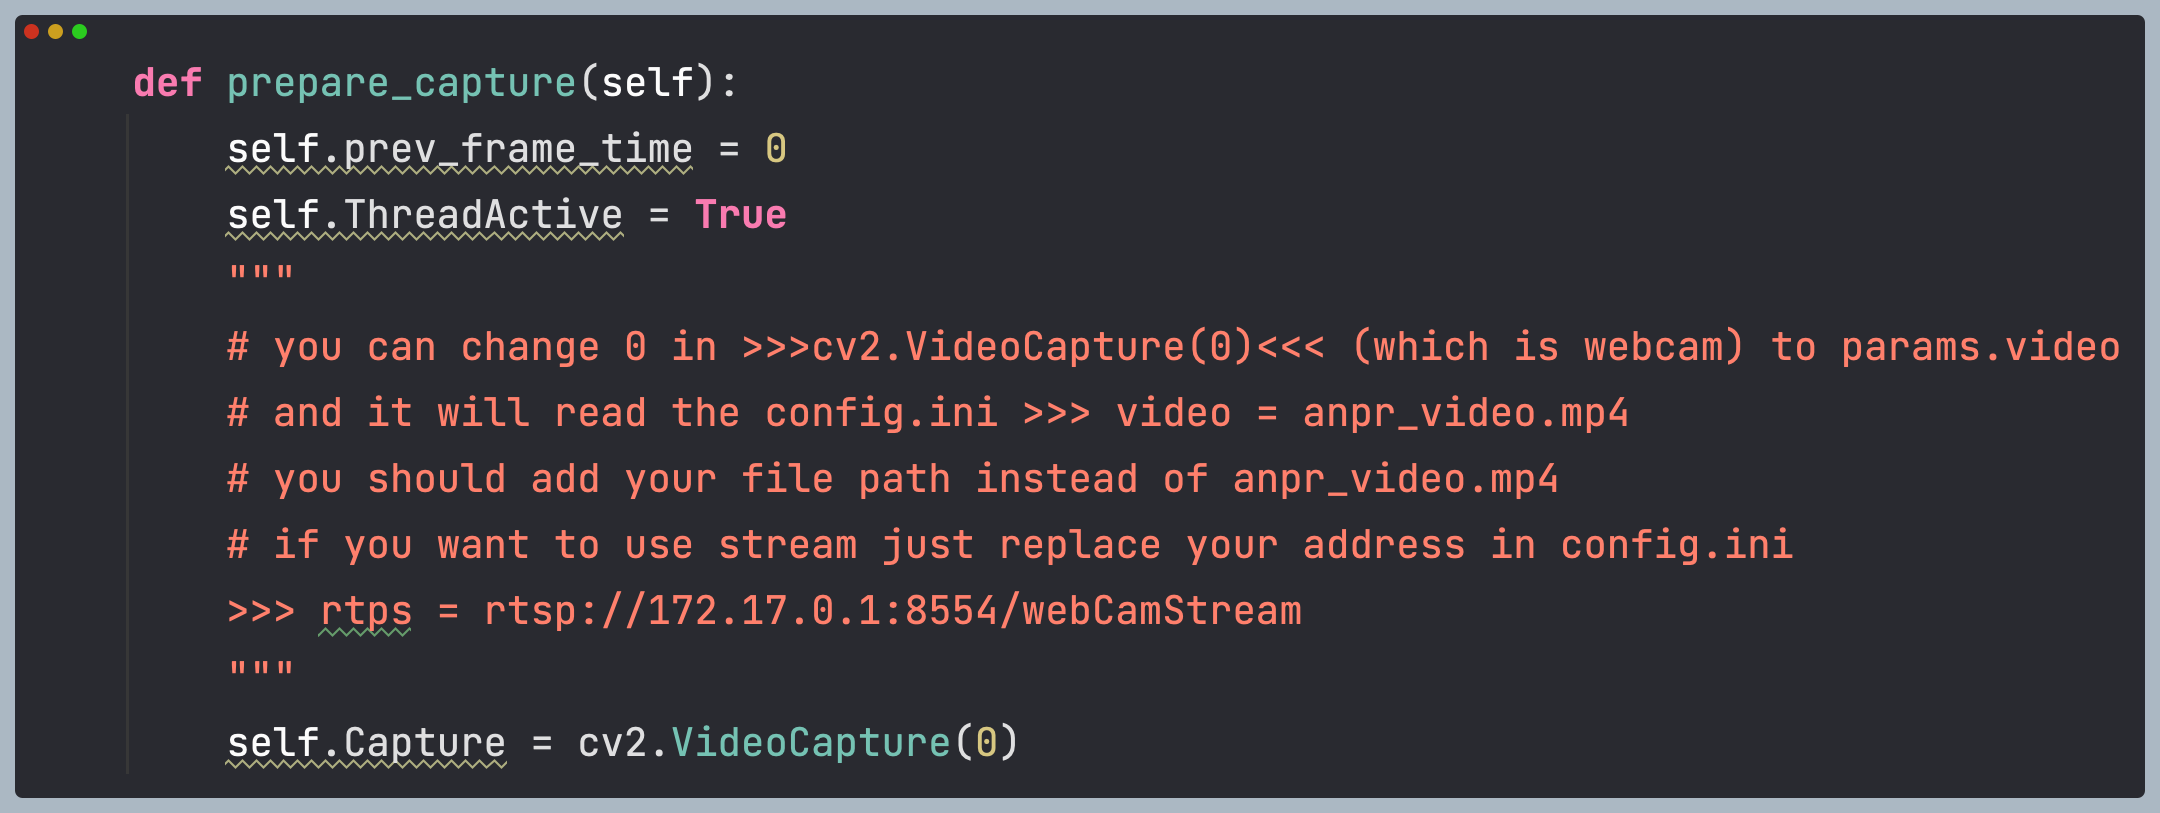 def prepare_capture(self):
self.prev_frame_time = 0
self.ThreadActive = True
"""
# you can change 0 in >>>cv2.VideoCapture(0)<<< (which is webcam) to params.video
# and it will read the config.ini >>> video = anpr_video.mp4
# you should add your file path instead of anpr_video.mp4
# if you want to use stream just replace your address in config.ini
>>> rtps = rtsp://172.17.0.1:8554/webCamStream
"""
self.Capture = cv2.VideoCapture(0)